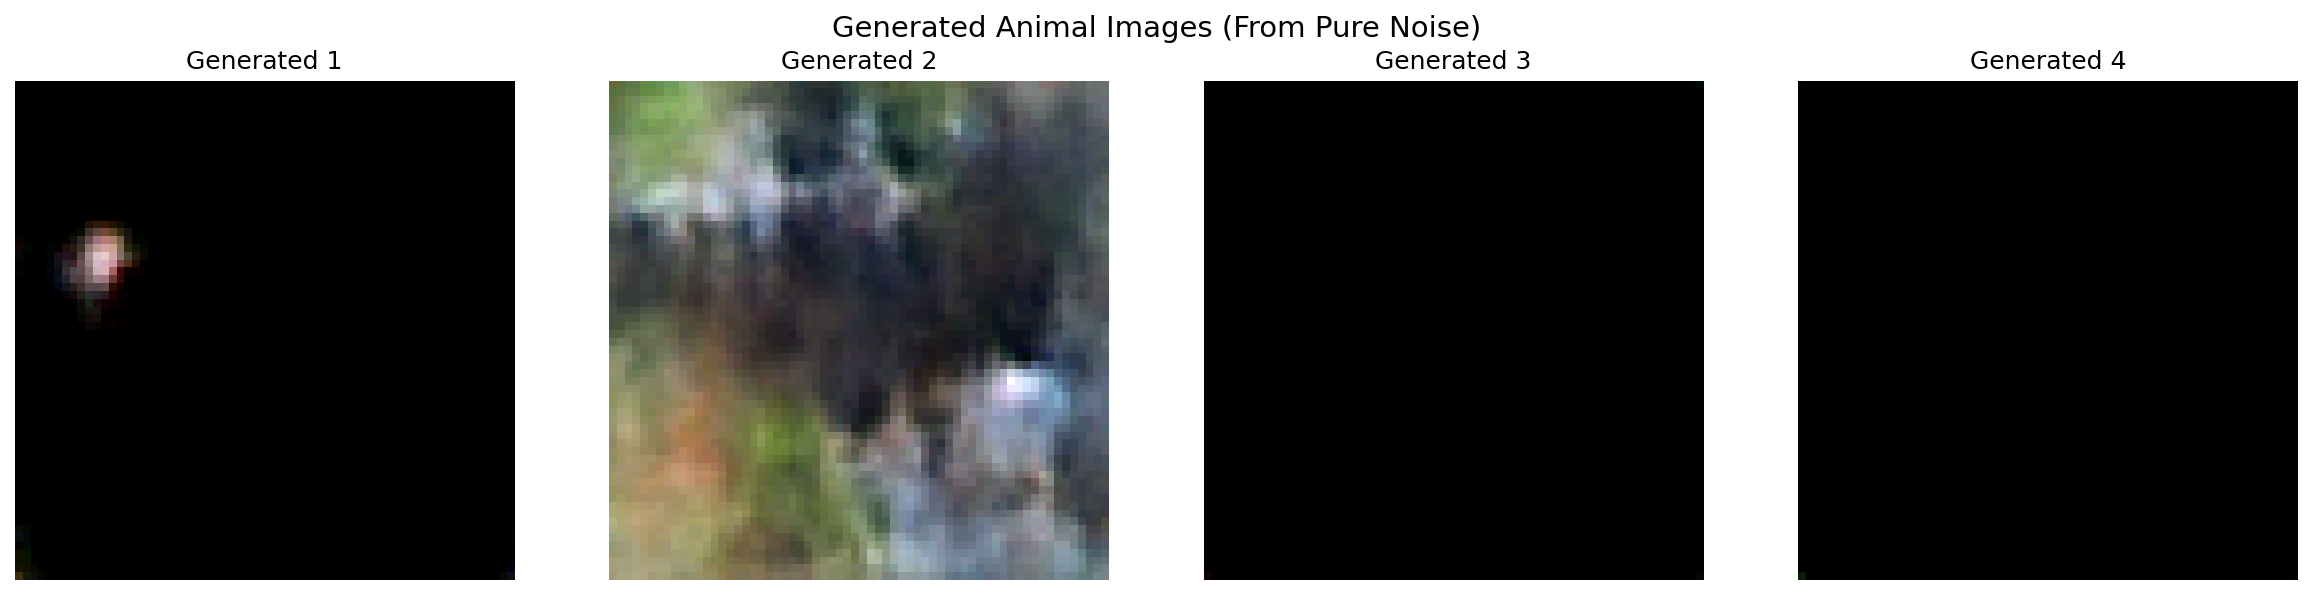 Generated Animal Images (From Pure Noise)
Generated 1
Generated 2
Generated 3
Generated 4